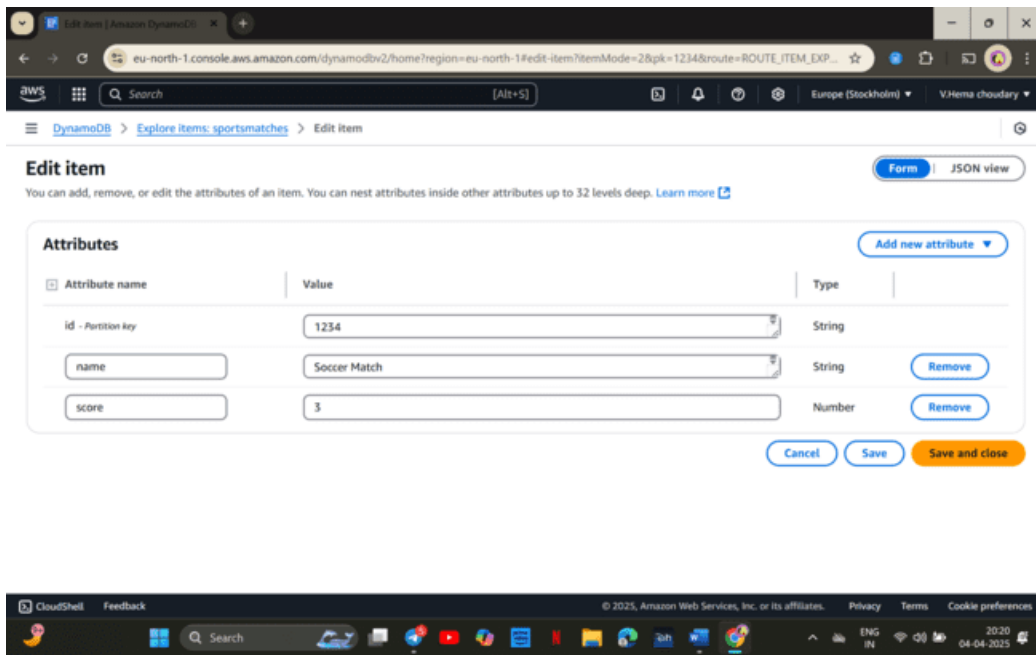 Edit item | Amazon DynamoDB
eu-north-1.console.aws.amazon.com/dynamodbv2/home?region=eu-north-1#edit-item?itemMode=2&pk=1234&route=ROUTE_ITEM_EXP...
aws Search [Alt+S] Europe (Stockholm) V.Hema choudary
DynamoDB > Explore items: sportsmatches > Edit item
Edit item
Form JSON view
You can add, remove, or edit the attributes of an item. You can nest attributes inside other attributes up to 32 levels deep. Learn more
Attributes
Add new attribute
Attribute name Value Type
id - Partition key 1234 String
name Soccer Match String Remove
score 3 Number Remove
Cancel Save Save and close
CloudShell Feedback © 2025, Amazon Web Services, Inc. or its affiliates. Privacy Terms Cookie preferences
Search
ENG 20:20
IN 04-04-2025